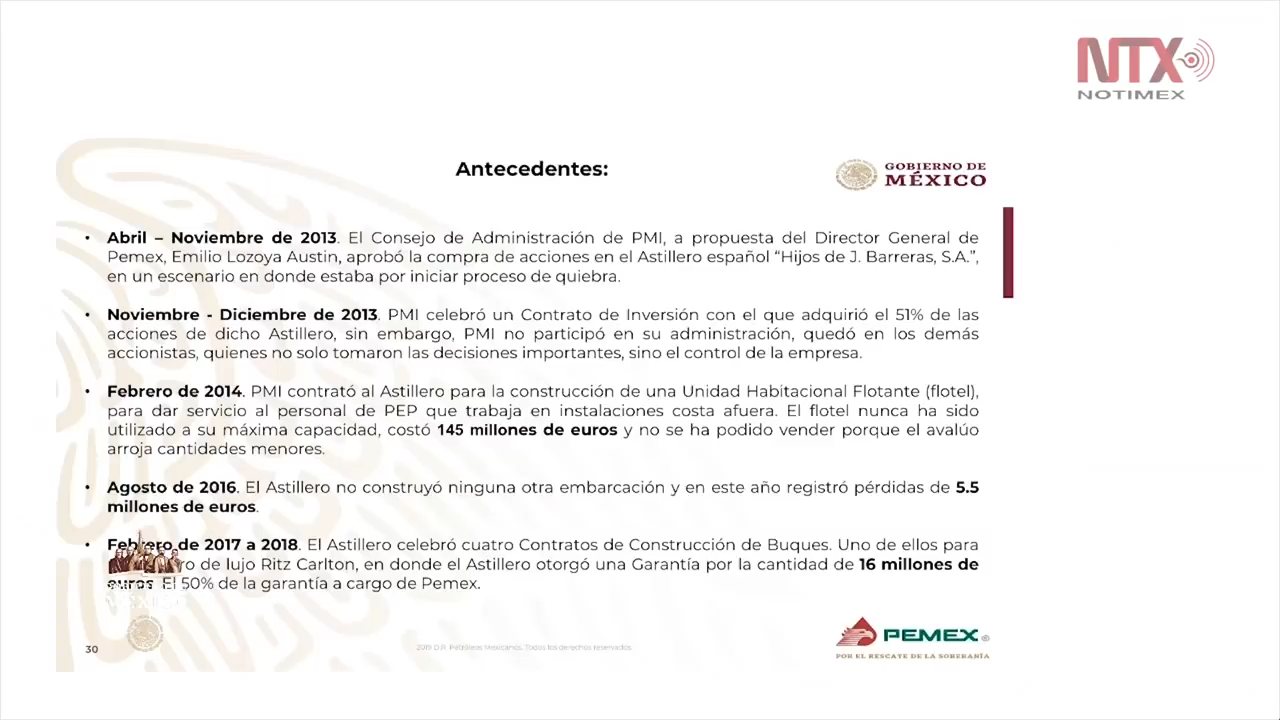 NTX
NOTIMEX
Antecedentes:
GOBIERNO DE
MÉXICO
• Abril – Noviembre de 2013. El Consejo de Administración de PMI, a propuesta del Director General de
Pemex, Emilio Lozoya Austin, aprobó la compra de acciones en el Astillero español “Hijos de J. Barreras, S.A.”,
en un escenario en donde estaba por iniciar proceso de quiebra.
• Noviembre - Diciembre de 2013. PMI celebró un Contrato de Inversión con el que adquirió el 51% de las
acciones de dicho Astillero, sin embargo, PMI no participó en su administración, quedó en los demás
accionistas, quienes no solo tomaron las decisiones importantes, sino el control de la empresa.
• Febrero de 2014. PMI contrató al Astillero para la construcción de una Unidad Habitacional Flotante (flotel),
para dar servicio al personal de PEP que trabaja en instalaciones costa afuera. El flotel nunca ha sido
utilizado a su máxima capacidad, costó 145 millones de euros y no se ha podido vender porque el avalúo
arroja cantidades menores.
• Agosto de 2016. El Astillero no construyó ninguna otra embarcación y en este año registró pérdidas de 5.5
millones de euros.
• Febrero de 2017 a 2018. El Astillero celebró cuatro Contratos de Construcción de Buques. Uno de ellos para
de lujo Ritz Carlton, en donde el Astillero otorgó una Garantía por la cantidad de 16 millones de
euros. El 50% de la garantía a cargo de Pemex.
30
2019 D.R. Petróleos Mexicanos. Todos los derechos reservados.
PEMEX
POR EL RESCATE DE LA SOBERANÍA